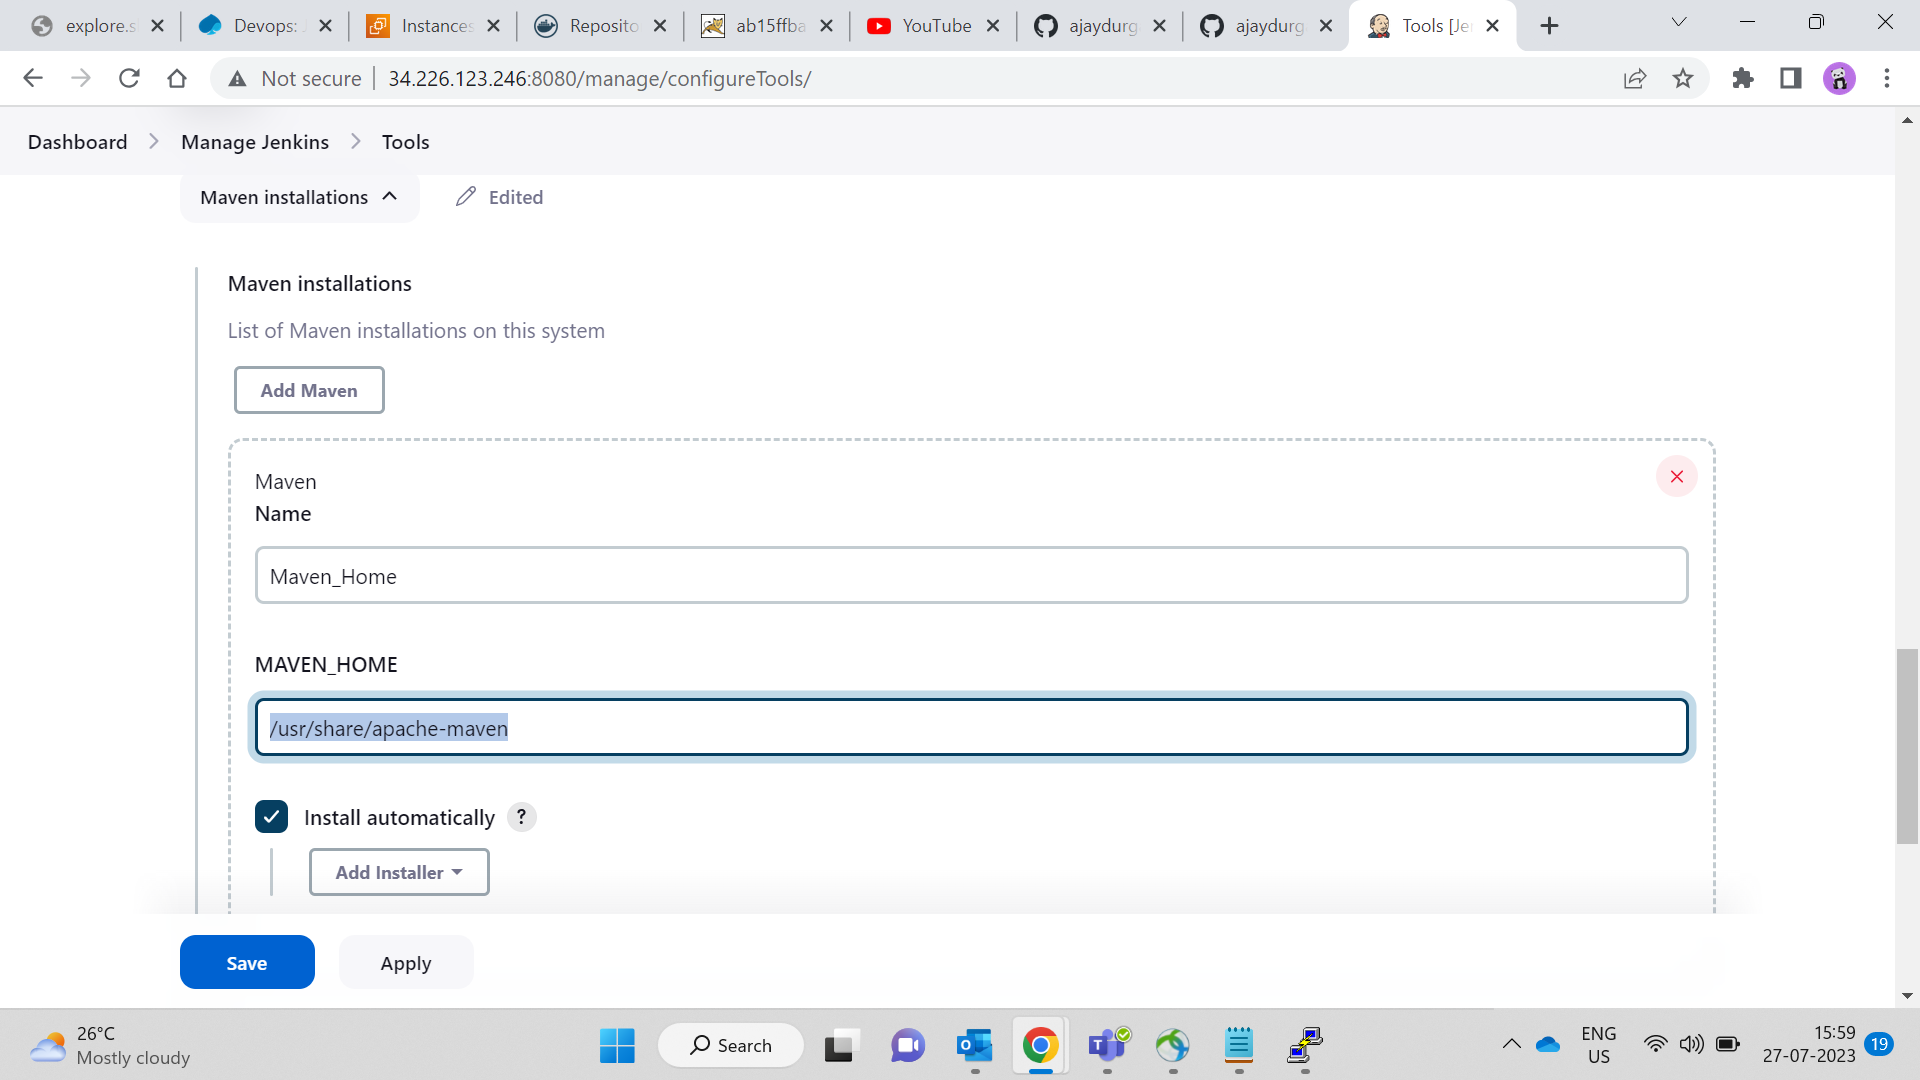 explore.s
Devops: J
Instances
Reposito
ab15ffba
YouTube
ajaydurg
ajaydurg
Tools [Je
Not secure
34.226.123.246:8080/manage/configureTools/
Dashboard
Manage Jenkins
Tools
Maven installations
Edited
Maven installations
List of Maven installations on this system
Add Maven
Maven
Name
Maven_Home
MAVEN_HOME
/usr/share/apache-maven
Install automatically ?
Add Installer
Save
Apply
26°C
Mostly cloudy
Search
ENG
US
15:59
27-07-2023
19